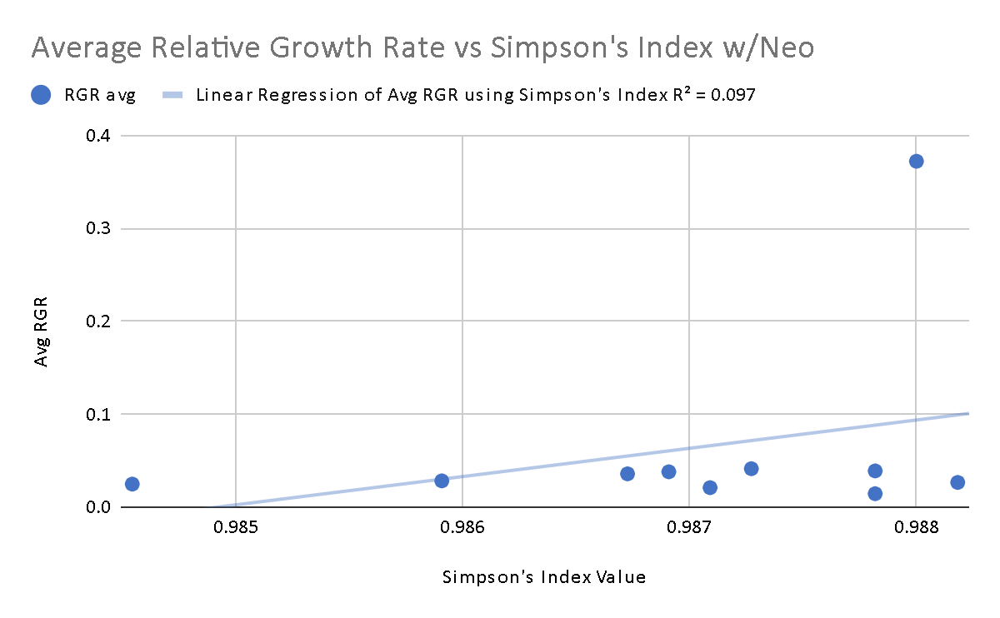 Average Relative Growth Rate vs Simpson's Index w/Neo
RGR avg
Linear Regression of Avg RGR using Simpson's Index R² = 0.097
0.4
0.3
0.2
0.1
0.0
Avg RGR
0.985
0.986
0.987
0.988
Simpson's Index Value